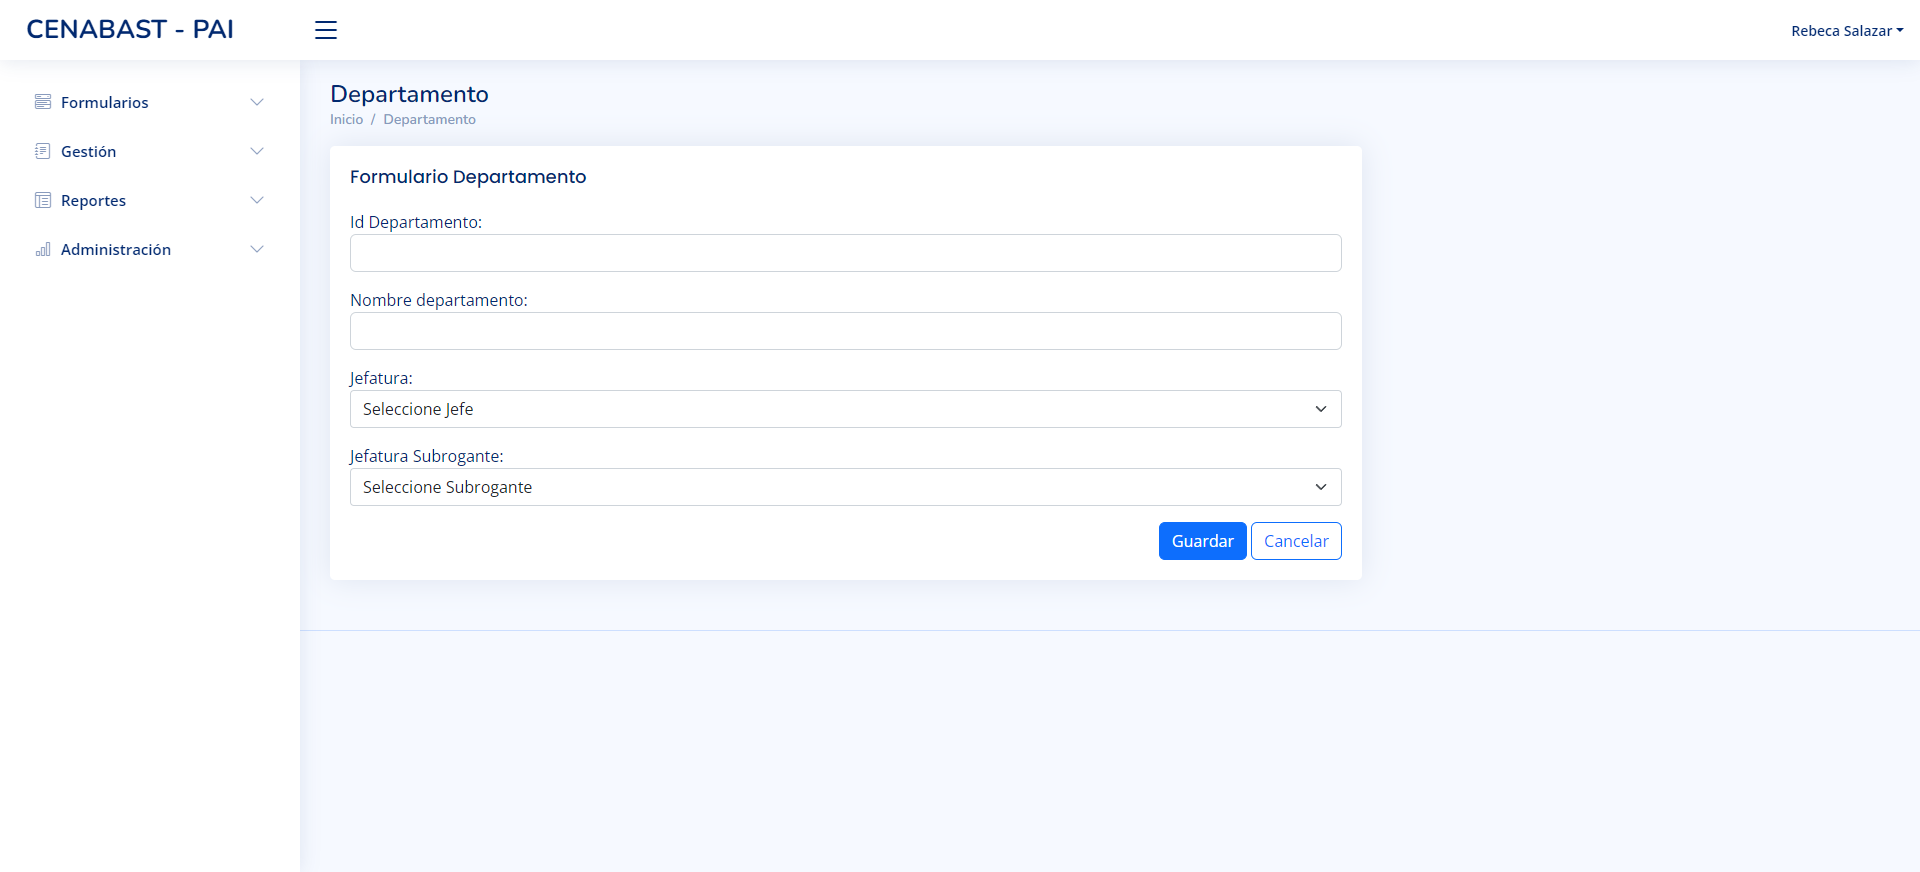 CENABAST - PAI
Rebeca Salazar
Formularios
Gestión
Reportes
Administración
Departamento
Inicio / Departamento
Formulario Departamento
Id Departamento:
Nombre departamento:
Jefatura:
Seleccione Jefe
Jefatura Subrogante:
Seleccione Subrogante
Guardar Cancelar